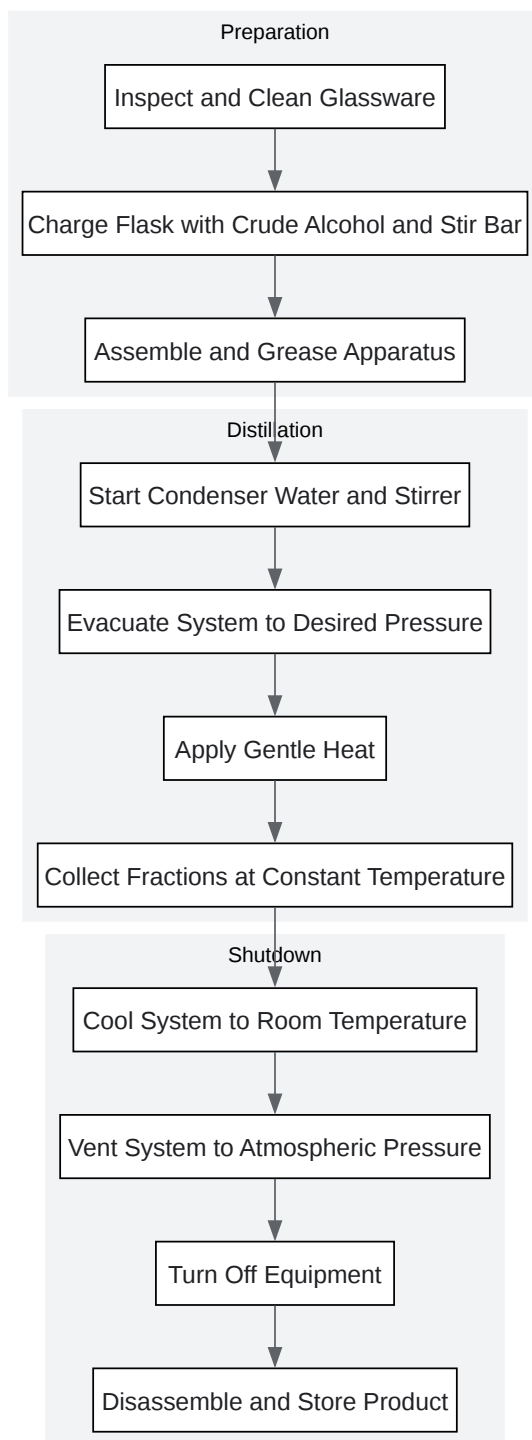 Preparation
Inspect and Clean Glassware
Charge Flask with Crude Alcohol and Stir Bar
Assemble and Grease Apparatus
Distillation
Start Condenser Water and Stirrer
Evacuate System to Desired Pressure
Apply Gentle Heat
Collect Fractions at Constant Temperature
Shutdown
Cool System to Room Temperature
Vent System to Atmospheric Pressure
Turn Off Equipment
Disassemble and Store Product